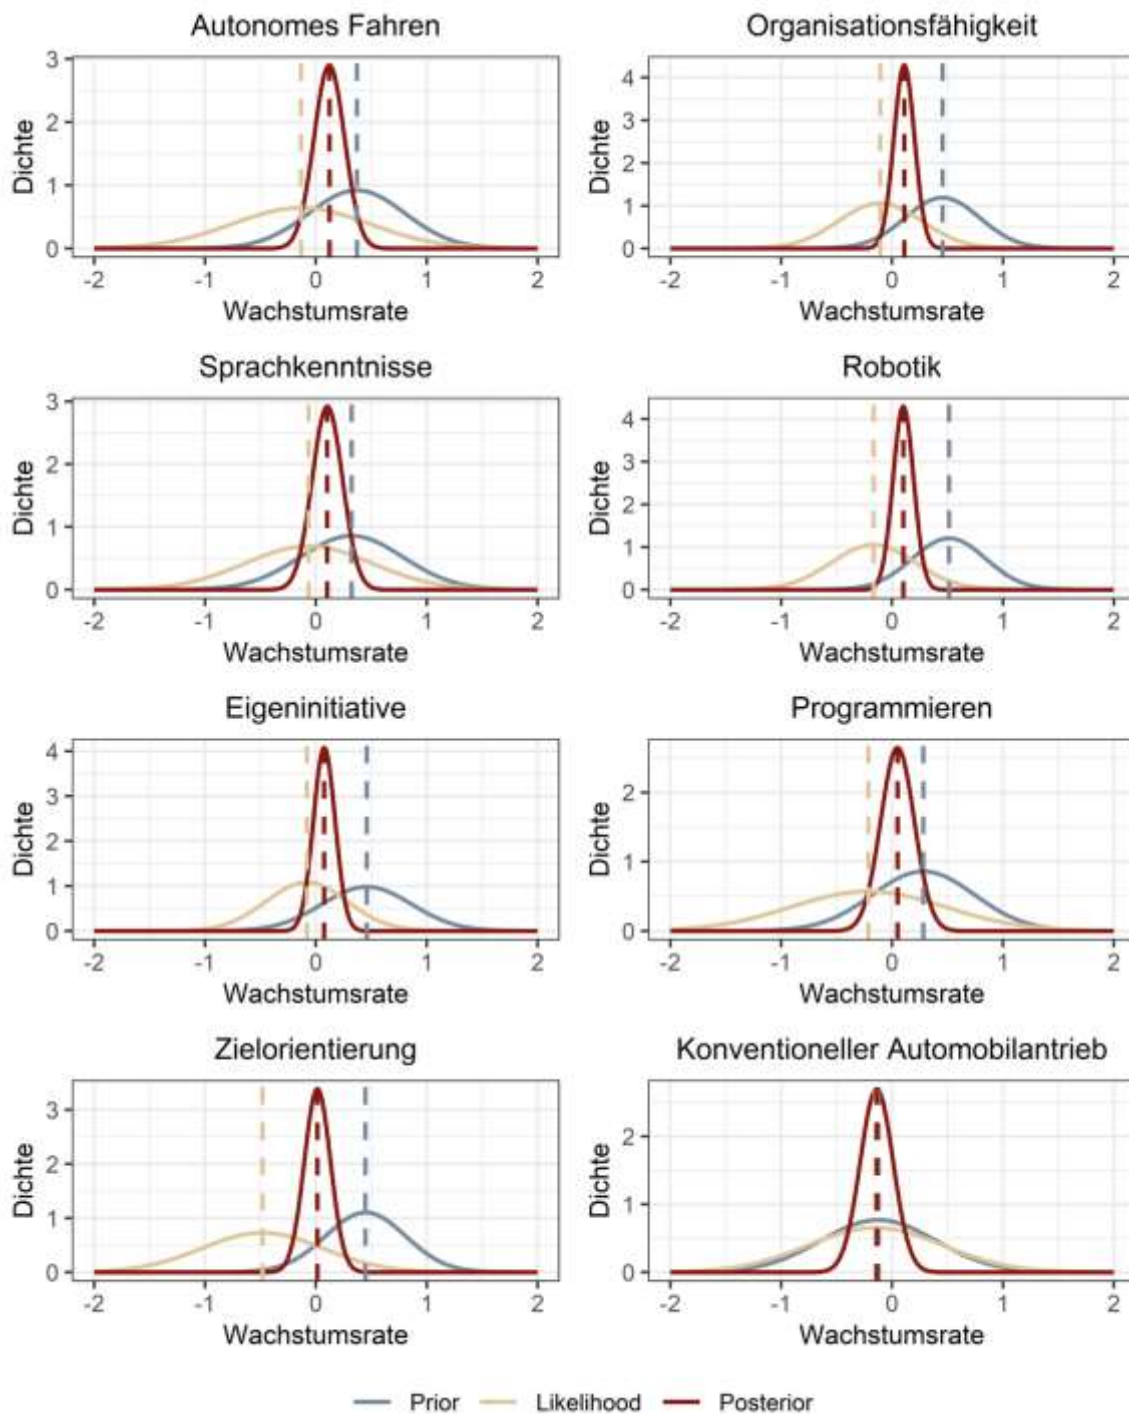 Autonomes Fahren
3
2
1
0
Dichte
-2 -1 0 1 2
Wachstumsrate
Organisationsfähigkeit
4
3
2
1
0
Dichte
-2 -1 0 1 2
Wachstumsrate
Sprachkenntnisse
3
2
1
0
Dichte
-2 -1 0 1 2
Wachstumsrate
Robotik
4
3
2
1
0
Dichte
-2 -1 0 1 2
Wachstumsrate
Eigeninitiative
4
3
2
1
0
Dichte
-2 -1 0 1 2
Wachstumsrate
Programmieren
2
1
0
Dichte
-2 -1 0 1 2
Wachstumsrate
Zielorientierung
3
2
1
0
Dichte
-2 -1 0 1 2
Wachstumsrate
Konventioneller Automobilantrieb
2
1
0
Dichte
-2 -1 0 1 2
Wachstumsrate
Prior Likelihood Posterior